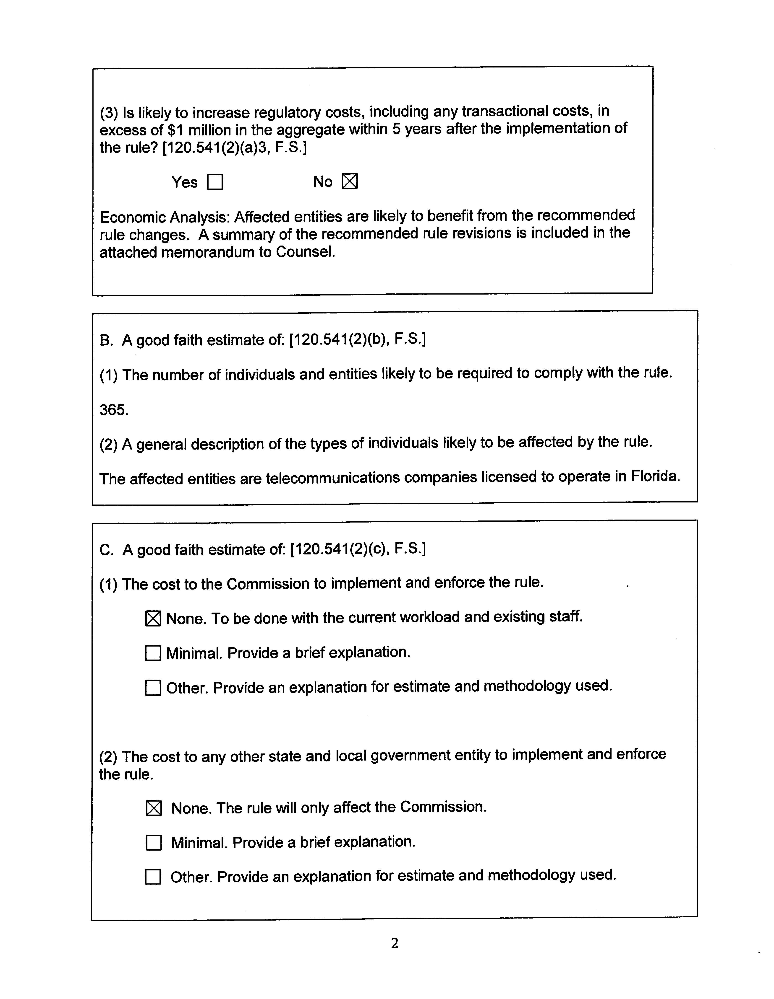 (3) Is likely to increase regulatory costs, including any transactional costs, in
excess of $1 million in the aggregate within 5 years after the implementation of
the rule? [120.541(2)(a)3, F.S.]
Yes ☐ No ☒
Economic Analysis: Affected entities are likely to benefit from the recommended
rule changes. A summary of the recommended rule revisions is included in the
attached memorandum to Counsel.
B. A good faith estimate of: [120.541(2)(b), F.S.]
(1) The number of individuals and entities likely to be required to comply with the rule.
365.
(2) A general description of the types of individuals likely to be affected by the rule.
The affected entities are telecommunications companies licensed to operate in Florida.
C. A good faith estimate of: [120.541(2)(c), F.S.]
(1) The cost to the Commission to implement and enforce the rule.
☒ None. To be done with the current workload and existing staff.
☐ Minimal. Provide a brief explanation.
☐ Other. Provide an explanation for estimate and methodology used.
(2) The cost to any other state and local government entity to implement and enforce
the rule.
☒ None. The rule will only affect the Commission.
☐ Minimal. Provide a brief explanation.
☐ Other. Provide an explanation for estimate and methodology used.
2